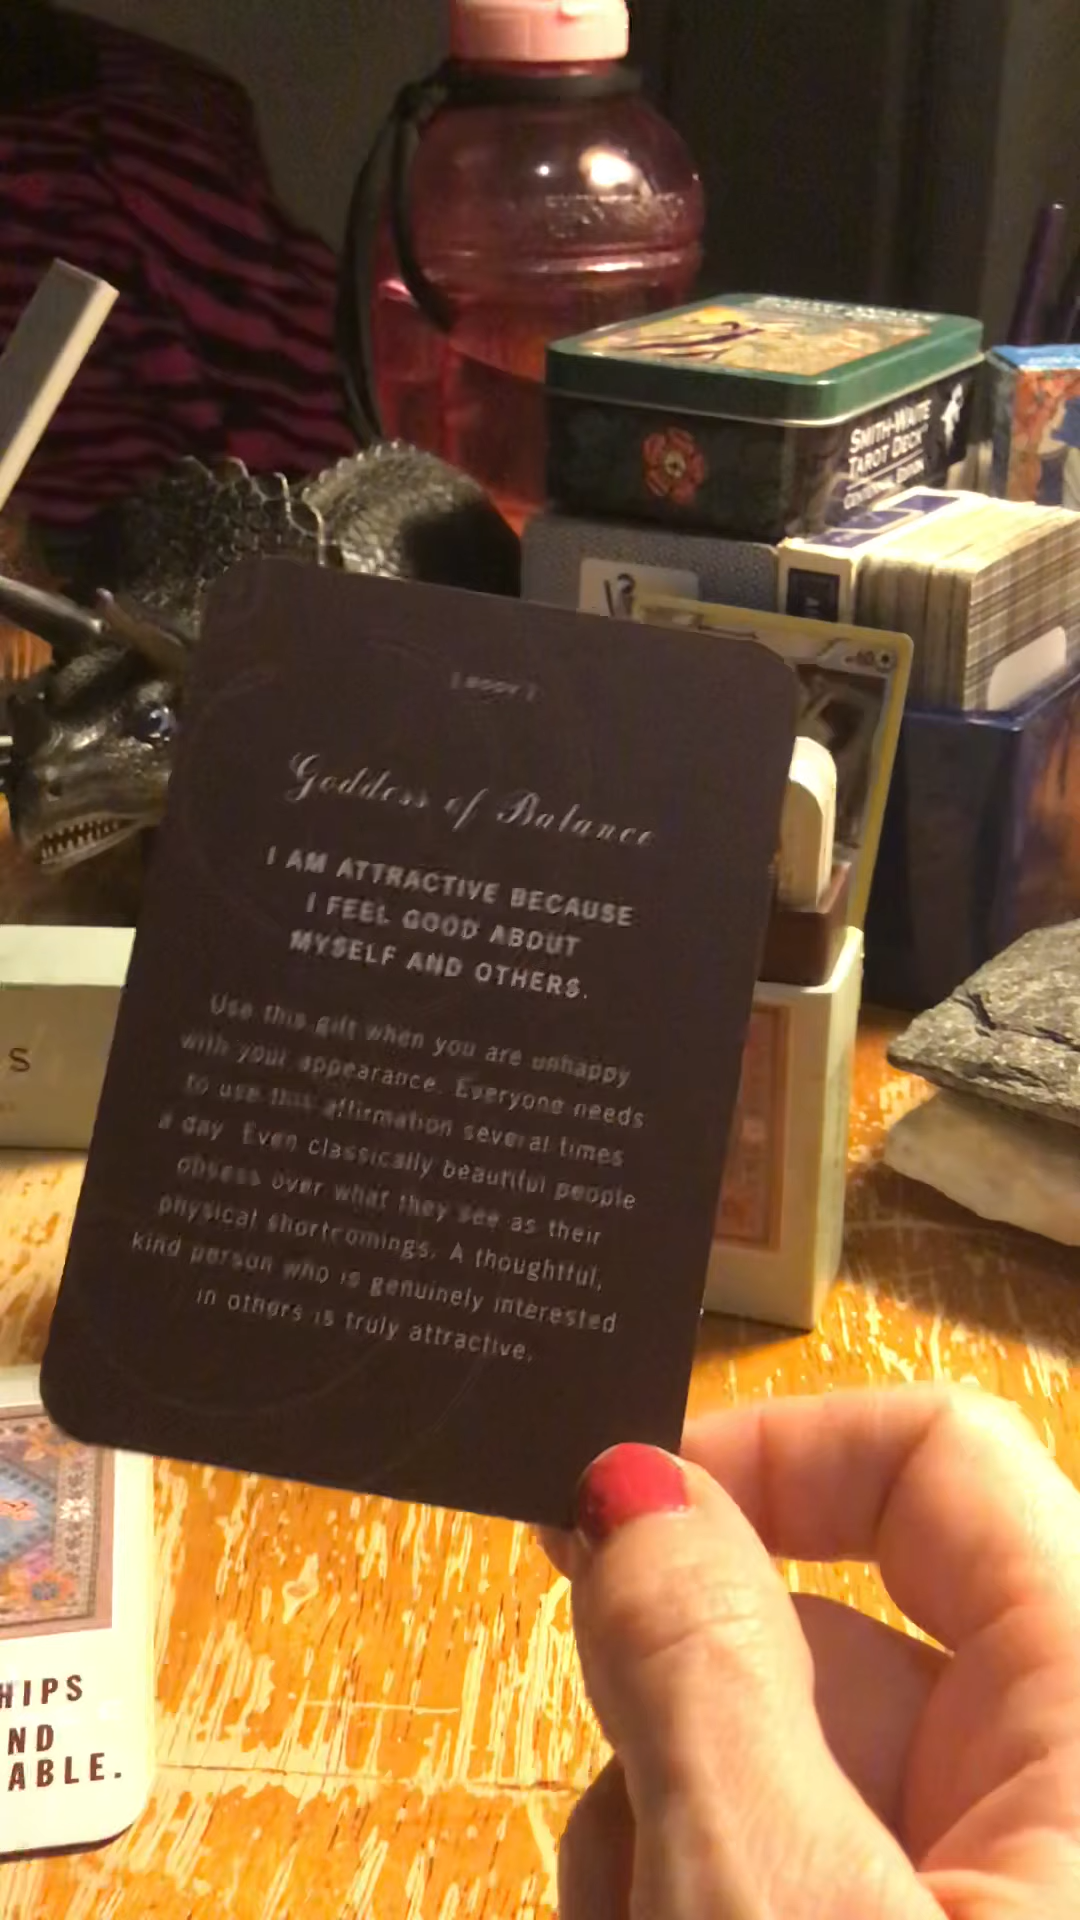 [ BODY ]
Goddess of Balance
I AM ATTRACTIVE BECAUSE
I FEEL GOOD ABOUT
MYSELF AND OTHERS.
Use this gift when you are unhappy
with your appearance. Everyone needs
to use this affirmation several times
a day. Even classically beautiful people
obsess over what they see as their
physical shortcomings. A thoughtful,
kind person who is genuinely interested
in others is truly attractive.
SMITH-WAITE
TAROT DECK
CENTENNIAL EDITION
S
HIPS
ND
ABLE.